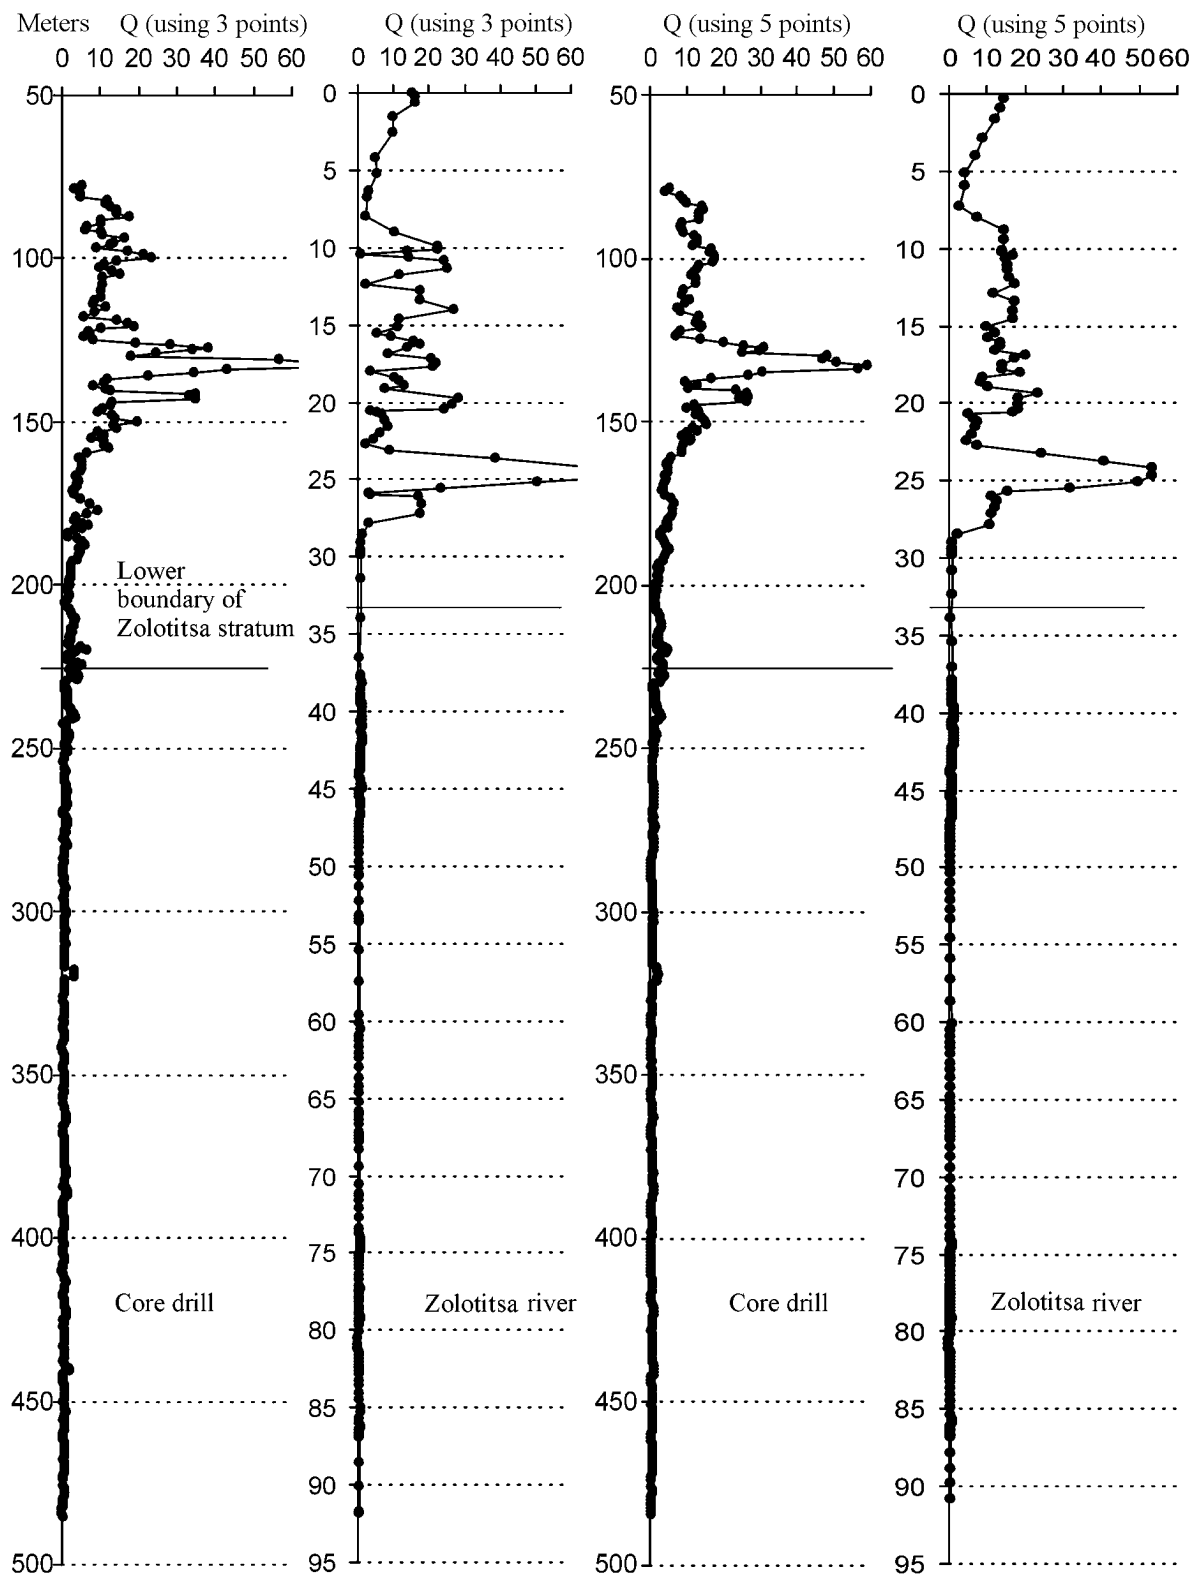 Meters Q (using 3 points) Q (using 3 points) Q (using 5 points) Q (using 5 points)
0 10 20 30 40 50 60 0 10 20 30 40 50 60 0 10 20 30 40 50 60 0 10 20 30 40 50 60
50 0 50 0
5 5
100 10 100 10
15 15
150 20 150 20
25 25
200 30 200 30
Lower
boundary of
Zolotitsa stratum
35 35
250 40 250 40
45 45
300 50 300 50
55 55
350 60 350 60
65 65
70 70
400 75 400 75
Core drill Zolotitsa river Core drill Zolotitsa river
80 80
450 85 450 85
90 90
500 95 500 95